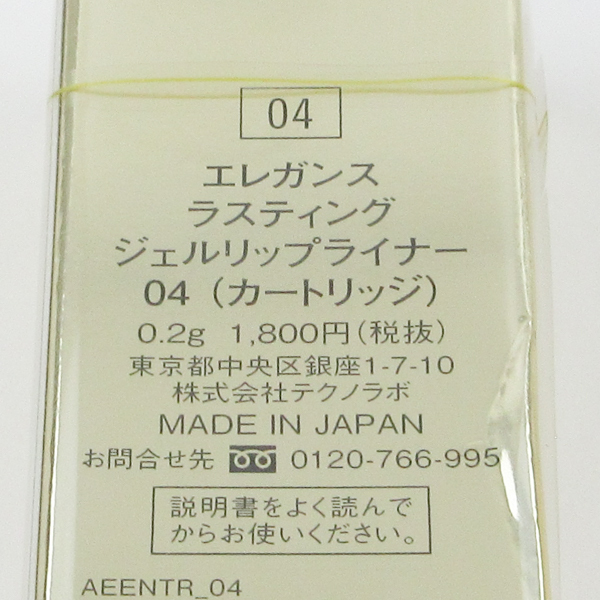 04
エレガンス
ラスティング
ジェルリップライナー
04（カートリッジ）
0.2g 1,800円（税抜）
東京都中央区銀座1-7-10
株式会社テクノラボ
MADE IN JAPAN
お問合せ先 0120-766-995
説明書をよく読んで
からお使いください。
AEENTR_04